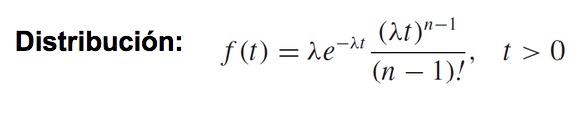 Distribución: f(t) = λe^{−λt} (λt)^{n−1} / (n − 1)!, t > 0